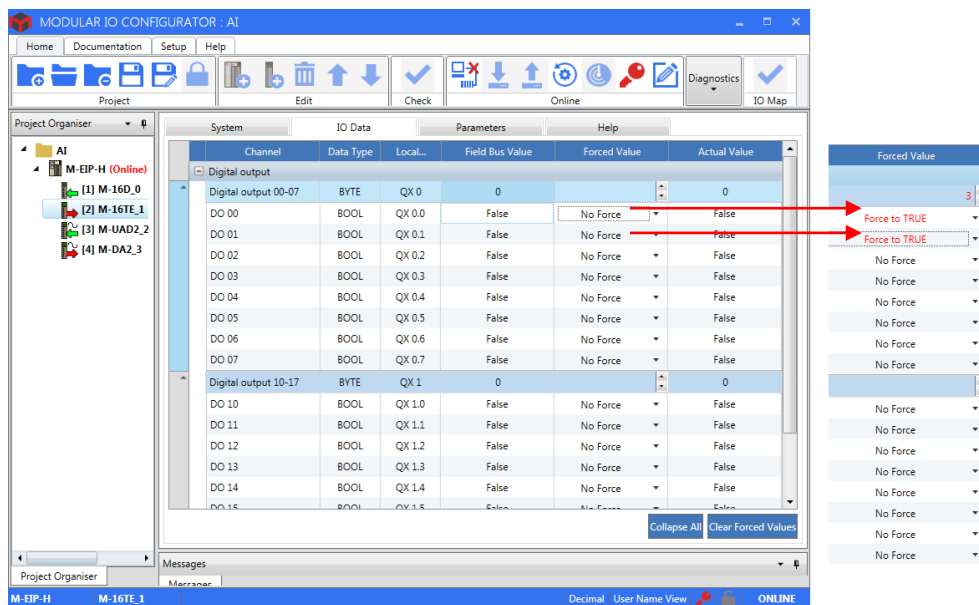 MODULAR IO CONFIGURATOR : AI
Home Documentation Setup Help
Diagnostics
Project Edit Check Online IO Map
Project Organiser
AI
M-EIP-H (Online)
[1] M-16D_0
[2] M-16TE_1
[3] M-UAD2_2
[4] M-DA2_3
System IO Data Parameters Help
Channel Data Type Local... Field Bus Value Forced Value Actual Value
Digital output
Digital output 00-07 BYTE QX 0 0 0
DO 00 BOOL QX 0.0 False No Force False
DO 01 BOOL QX 0.1 False No Force False
DO 02 BOOL QX 0.2 False No Force False
DO 03 BOOL QX 0.3 False No Force False
DO 04 BOOL QX 0.4 False No Force False
DO 05 BOOL QX 0.5 False No Force False
DO 06 BOOL QX 0.6 False No Force False
DO 07 BOOL QX 0.7 False No Force False
Digital output 10-17 BYTE QX 1 0 0
DO 10 BOOL QX 1.0 False No Force False
DO 11 BOOL QX 1.1 False No Force False
DO 12 BOOL QX 1.2 False No Force False
DO 13 BOOL QX 1.3 False No Force False
DO 14 BOOL QX 1.4 False No Force False
DO 15 BOOL QX 1.5 False No Force False
Collapse All Clear Forced Values
Messages
Messages
Project Organiser
M-EIP-H M-16TE_1 Decimal User Name View ONLINE
Forced Value
3
Force to TRUE
Force to TRUE
No Force
No Force
No Force
No Force
No Force
No Force
No Force
No Force
No Force
No Force
No Force
No Force
No Force
No Force